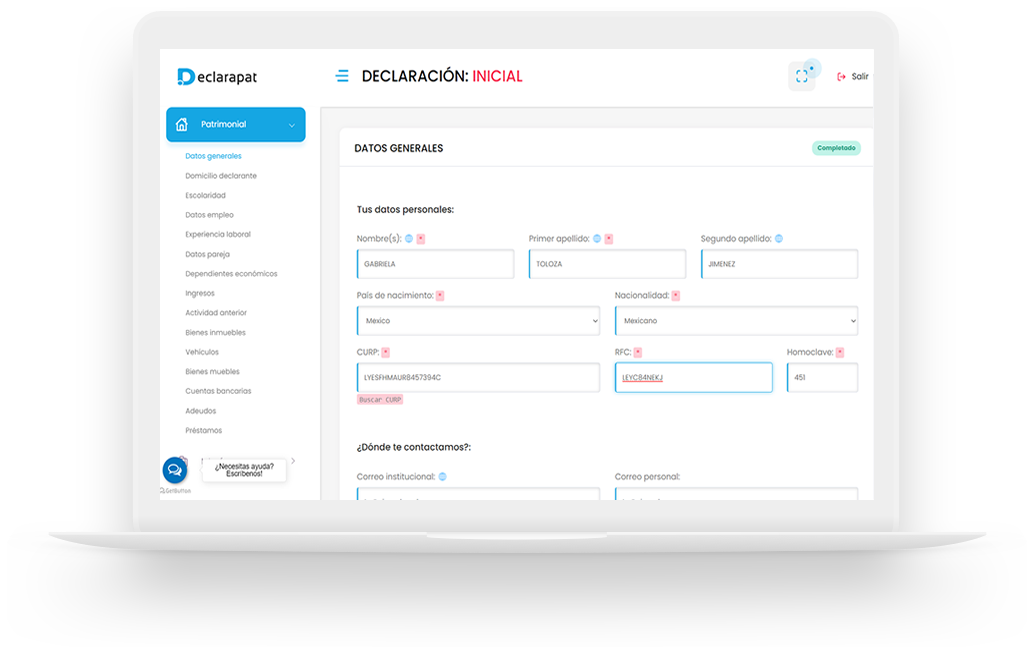 Declarapat
DECLARACIÓN: INICIAL
Salir
Patrimonial
Datos generales
Domicilio declarante
Escolaridad
Datos empleo
Experiencia laboral
Datos pareja
Dependientes económicos
Ingresos
Actividad anterior
Bienes inmuebles
Vehículos
Bienes muebles
Cuentas bancarias
Adeudos
Préstamos
¿Necesitas ayuda?
Escríbenos!
GetButton
DATOS GENERALES
Completado
Tus datos personales:
Nombre(s): *
Primer apellido: *
Segundo apellido:
GABRIELA
TOLOZA
JIMENEZ
País de nacimiento: *
Nacionalidad: *
Mexico
Mexicano
CURP: *
RFC: *
Homoclave: *
LYESFHMAUR8457394C
LEYC84NEKJ
451
Buscar CURP
¿Dónde te contactamos?:
Correo institucional:
Correo personal: